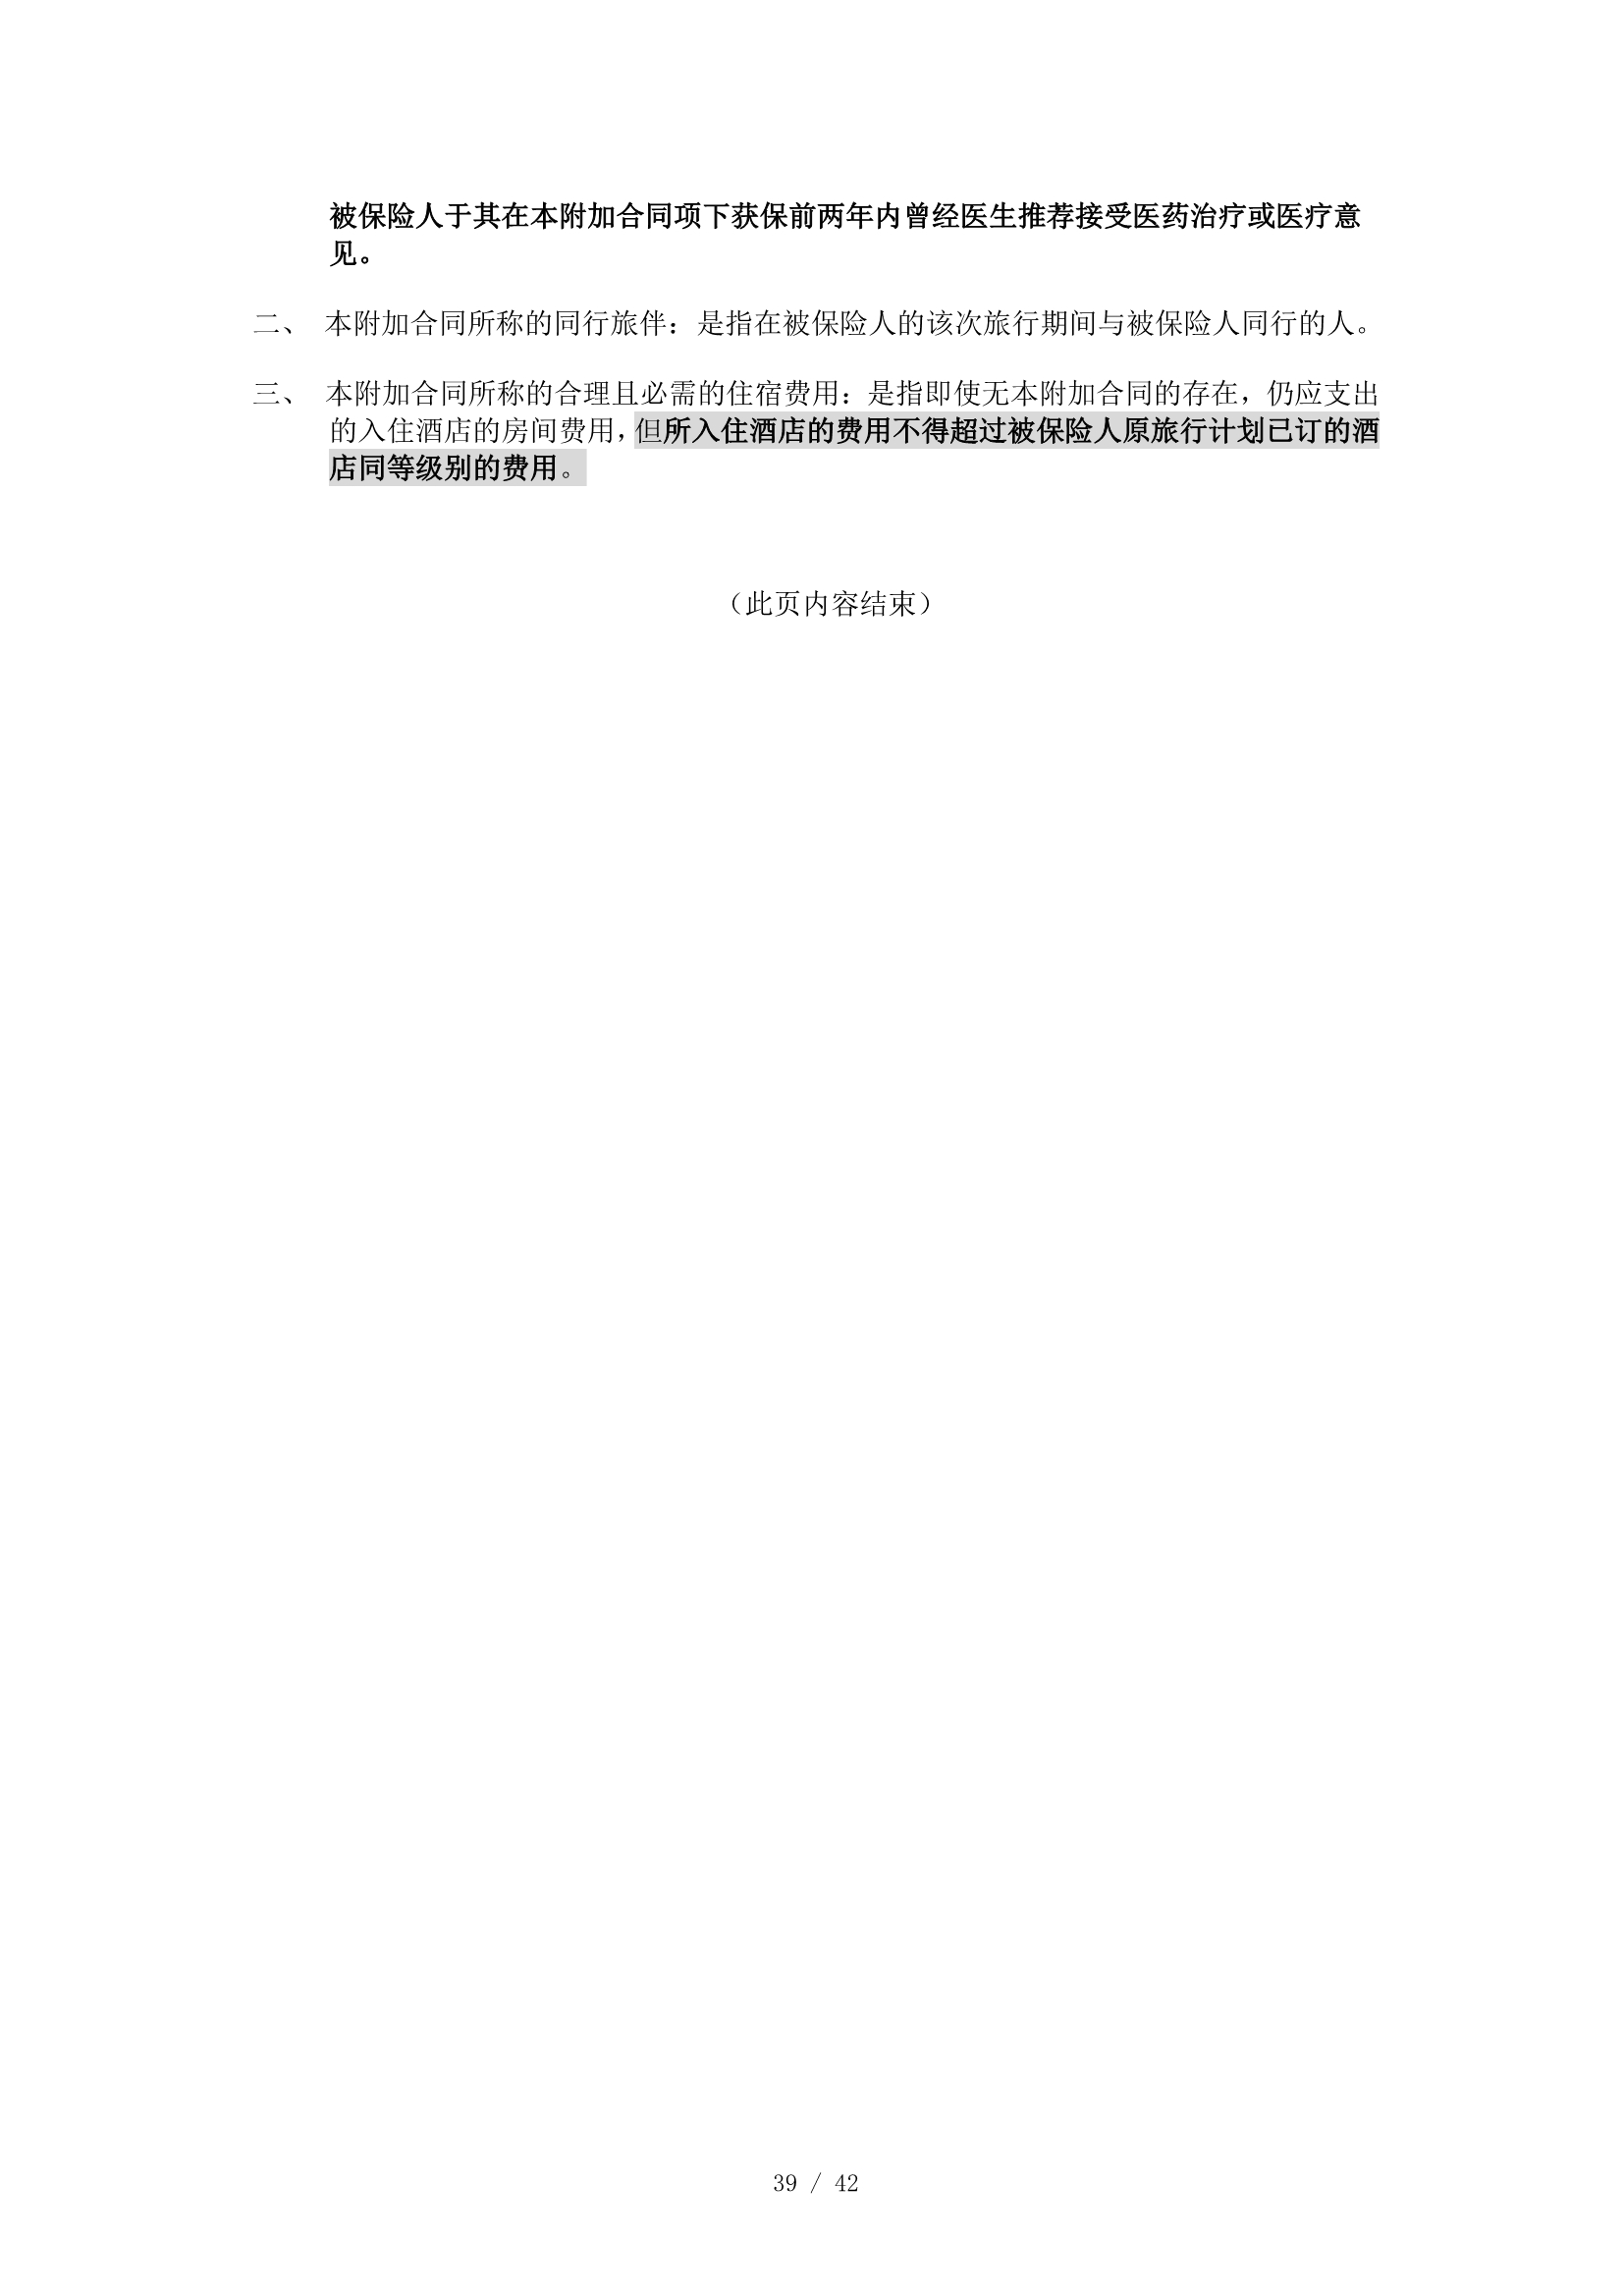 被保险人于其在本附加合同项下获保前两年内曾经医生推荐接受医药治疗或医疗意
见。
二、 本附加合同所称的同行旅伴：是指在被保险人的该次旅行期间与被保险人同行的人。
三、 本附加合同所称的合理且必需的住宿费用：是指即使无本附加合同的存在，仍应支出
的入住酒店的房间费用，但所入住酒店的费用不得超过被保险人原旅行计划已订的酒
店同等级别的费用。
（此页内容结束）
39 / 42